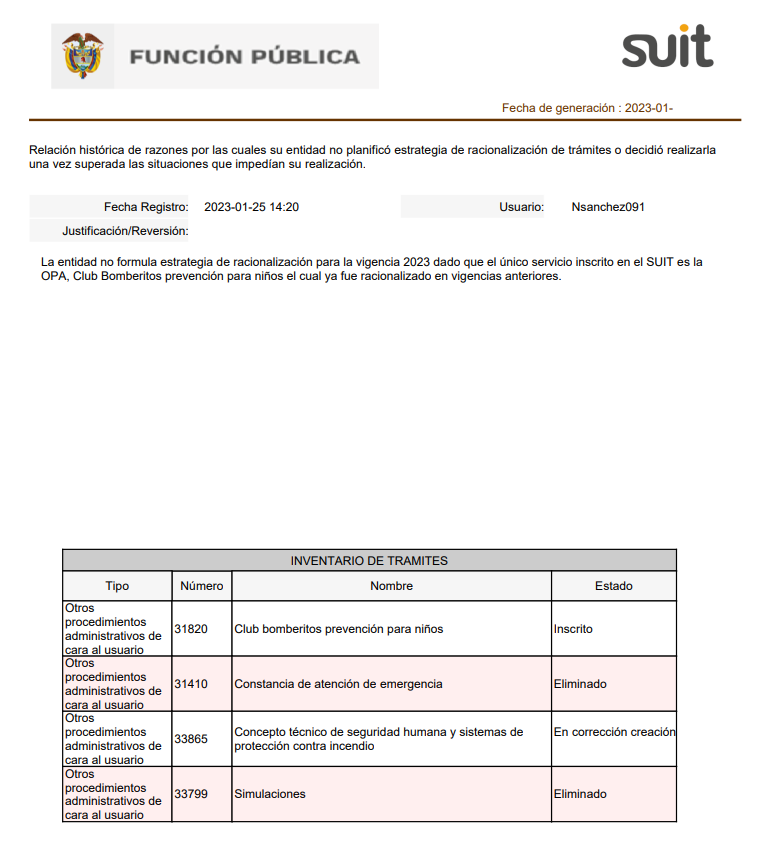 FUNCIÓN PÚBLICA
suit
Fecha de generación : 2023-01-
Relación histórica de razones por las cuales su entidad no planificó estrategia de racionalización de trámites o decidió realizarla
una vez superada las situaciones que impedían su realización.
Fecha Registro: 2023-01-25 14:20 Usuario: Nsanchez091
Justificación/Reversión:
La entidad no formula estrategia de racionalización para la vigencia 2023 dado que el único servicio inscrito en el SUIT es la
OPA, Club Bomberitos prevención para niños el cual ya fue racionalizado en vigencias anteriores.
INVENTARIO DE TRAMITES
Tipo Número Nombre Estado
Otros
procedimientos
administrativos de
cara al usuario
31820 Club bomberitos prevención para niños Inscrito
Otros
procedimientos
administrativos de
cara al usuario
31410 Constancia de atención de emergencia Eliminado
Otros
procedimientos
administrativos de
cara al usuario
33865 Concepto técnico de seguridad humana y sistemas de
protección contra incendio
En corrección creación
Otros
procedimientos
administrativos de
cara al usuario
33799 Simulaciones Eliminado